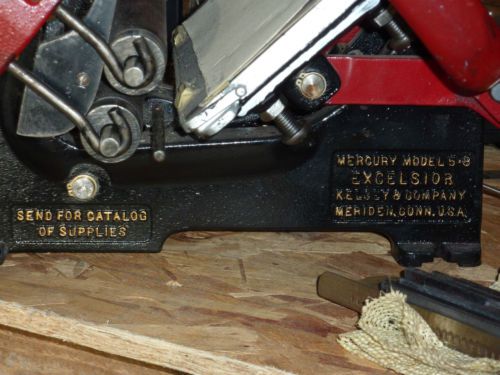 SEND FOR CATALOG
OF SUPPLIES
MERCURY MODEL 5-8
EXCELSIOR
KELSEY & COMPANY
MERIDEN, CONN. U.S.A.